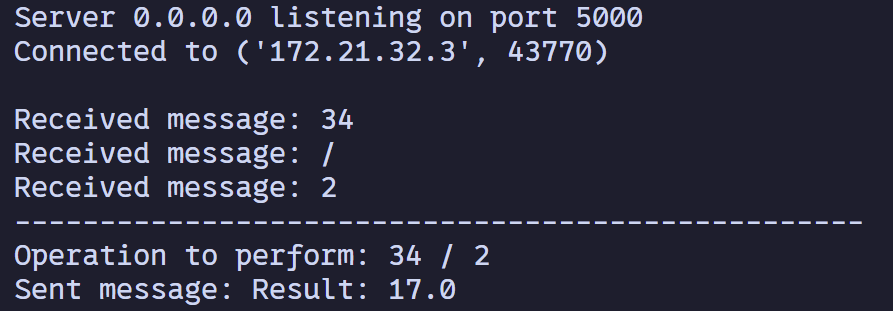 Server 0.0.0.0 listening on port 5000
Connected to ('172.21.32.3', 43770)
Received message: 34
Received message: /
Received message: 2
--------------------------------------------------
Operation to perform: 34 / 2
Sent message: Result: 17.0